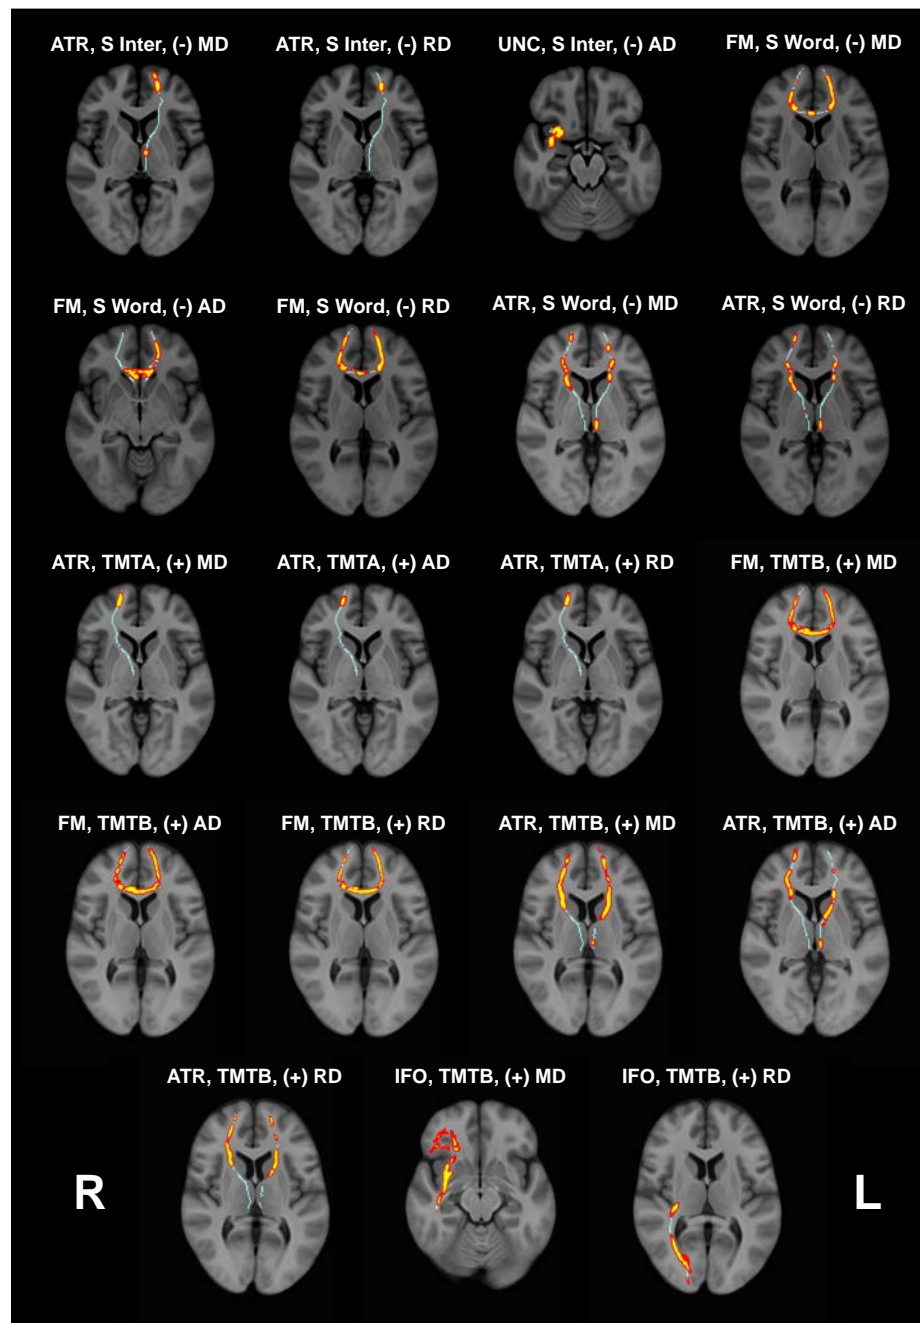 ATR, S Inter, (-) MD
ATR, S Inter, (-) RD
UNC, S Inter, (-) AD
FM, S Word, (-) MD
FM, S Word, (-) AD
FM, S Word, (-) RD
ATR, S Word, (-) MD
ATR, S Word, (-) RD
ATR, TMTA, (+) MD
ATR, TMTA, (+) AD
ATR, TMTA, (+) RD
FM, TMTB, (+) MD
FM, TMTB, (+) AD
FM, TMTB, (+) RD
ATR, TMTB, (+) MD
ATR, TMTB, (+) AD
ATR, TMTB, (+) RD
IFO, TMTB, (+) MD
IFO, TMTB, (+) RD
R
L